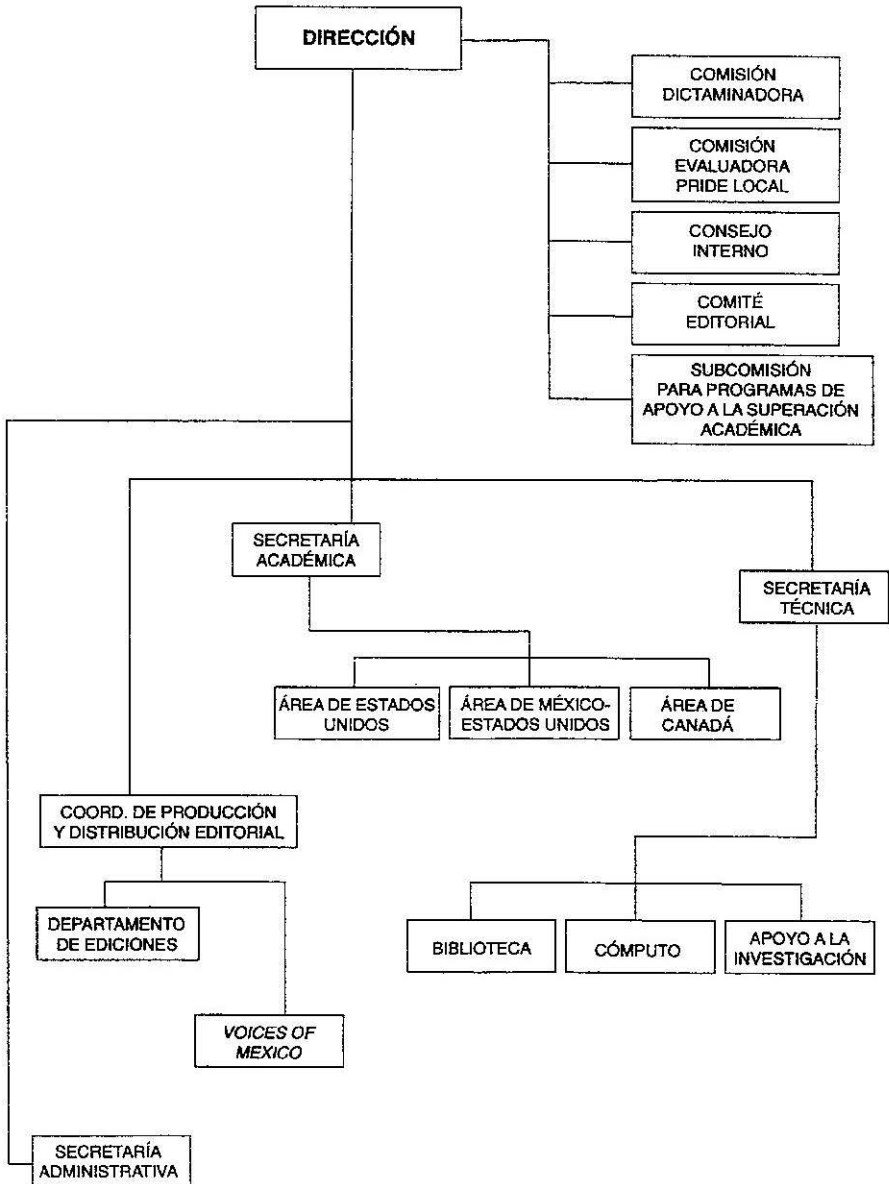 DIRECCIÓN
COMISIÓN
DICTAMINADORA
COMISIÓN
EVALUADORA
PRIDE LOCAL
CONSEJO
INTERNO
COMITÉ
EDITORIAL
SUBCOMISIÓN
PARA PROGRAMAS DE
APOYO A LA SUPERACIÓN
ACADÉMICA
SECRETARÍA
ACADÉMICA
SECRETARÍA
TÉCNICA
ÁREA DE ESTADOS
UNIDOS
ÁREA DE MÉXICO-
ESTADOS UNIDOS
ÁREA DE
CANADÁ
COORD. DE PRODUCCIÓN
Y DISTRIBUCIÓN EDITORIAL
DEPARTAMENTO
DE EDICIONES
BIBLIOTECA
CÓMPUTO
APOYO A LA
INVESTIGACIÓN
VOICES OF
MEXICO
SECRETARÍA
ADMINISTRATIVA